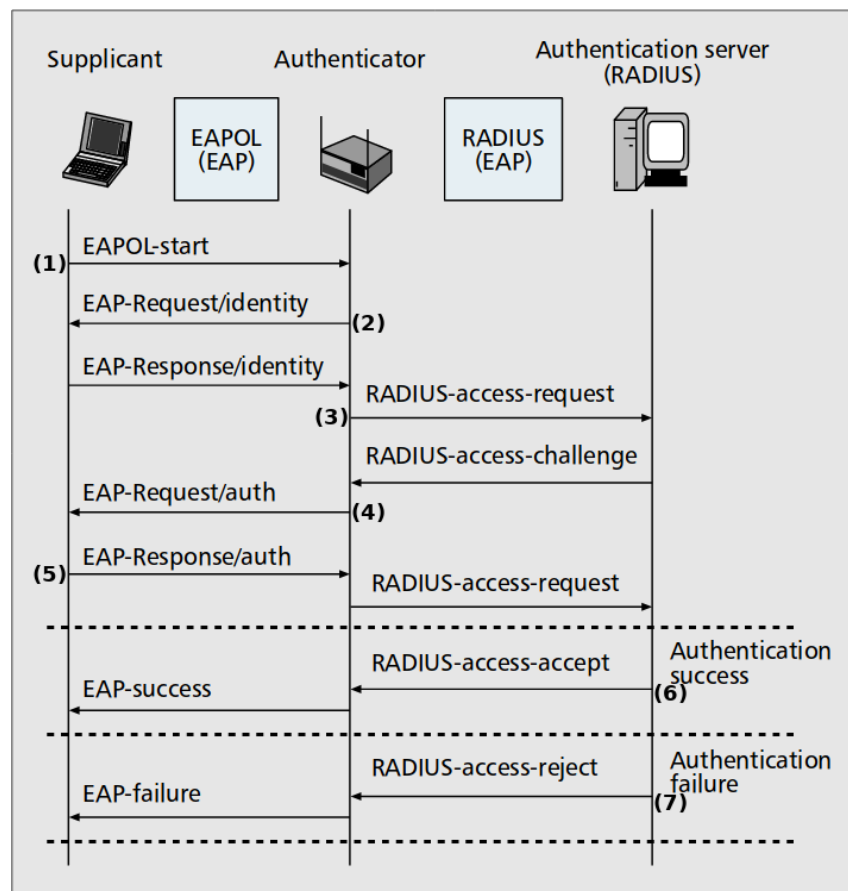 Supplicant
Authenticator
Authentication server
(RADIUS)
EAPOL
(EAP)
RADIUS
(EAP)
EAPOL-start
(1)
EAP-Request/identity
(2)
EAP-Response/identity
RADIUS-access-request
(3)
RADIUS-access-challenge
EAP-Request/auth
(4)
EAP-Response/auth
(5)
RADIUS-access-request
RADIUS-access-accept
Authentication
success
(6)
EAP-success
RADIUS-access-reject
Authentication
failure
(7)
EAP-failure